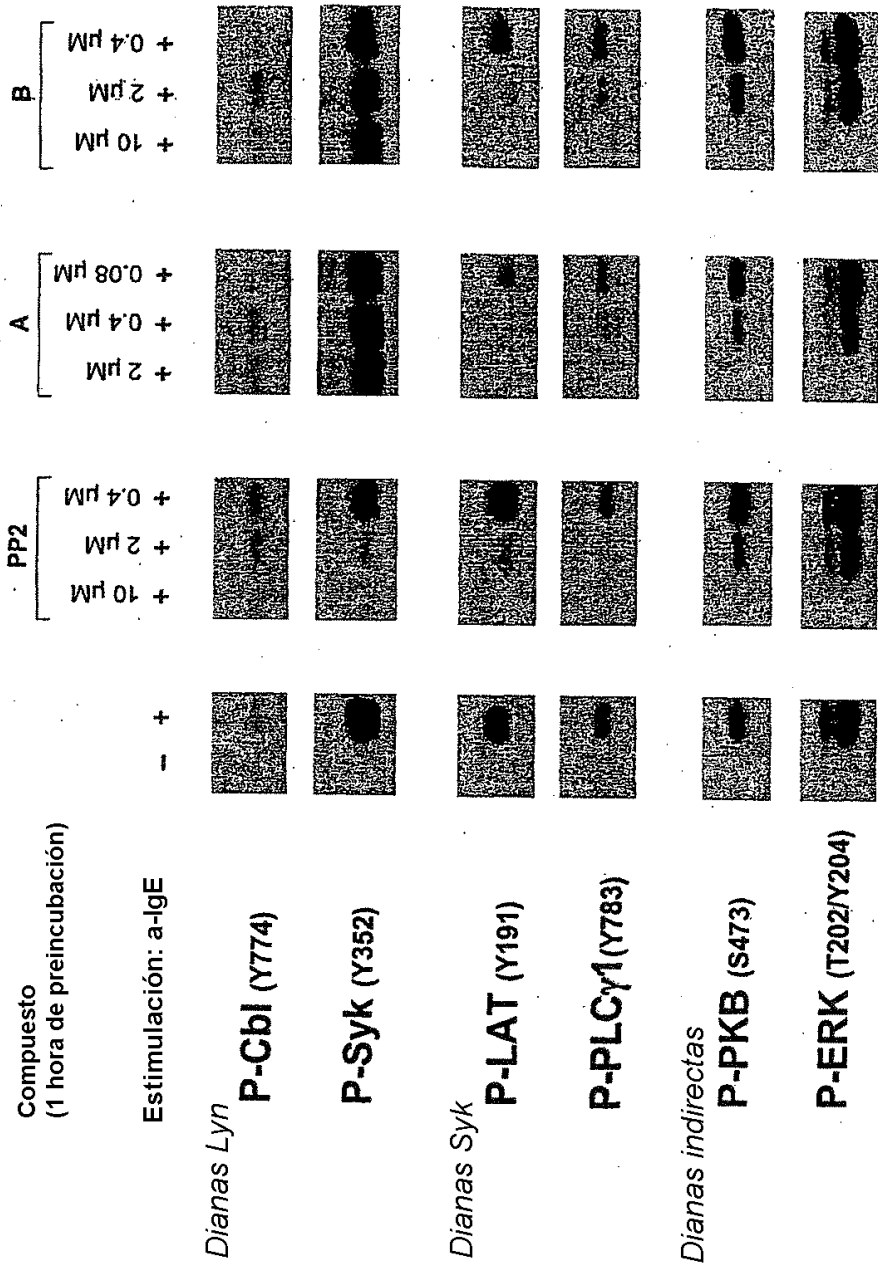 Compuesto
(1 hora de preincubación)
PP2
A
B
10 µM
2 µM
0.4 µM
2 µM
0.4 µM
0.08 µM
10 µM
2 µM
0.4 µM
Estimulación: a-IgE
− + + + + + + + + + +
Dianas Lyn
P-Cbl (Y774)
P-Syk (Y352)
Dianas Syk
P-LAT (Y191)
P-PLCγ1(Y783)
Dianas indirectas
P-PKB (S473)
P-ERK (T202/Y204)